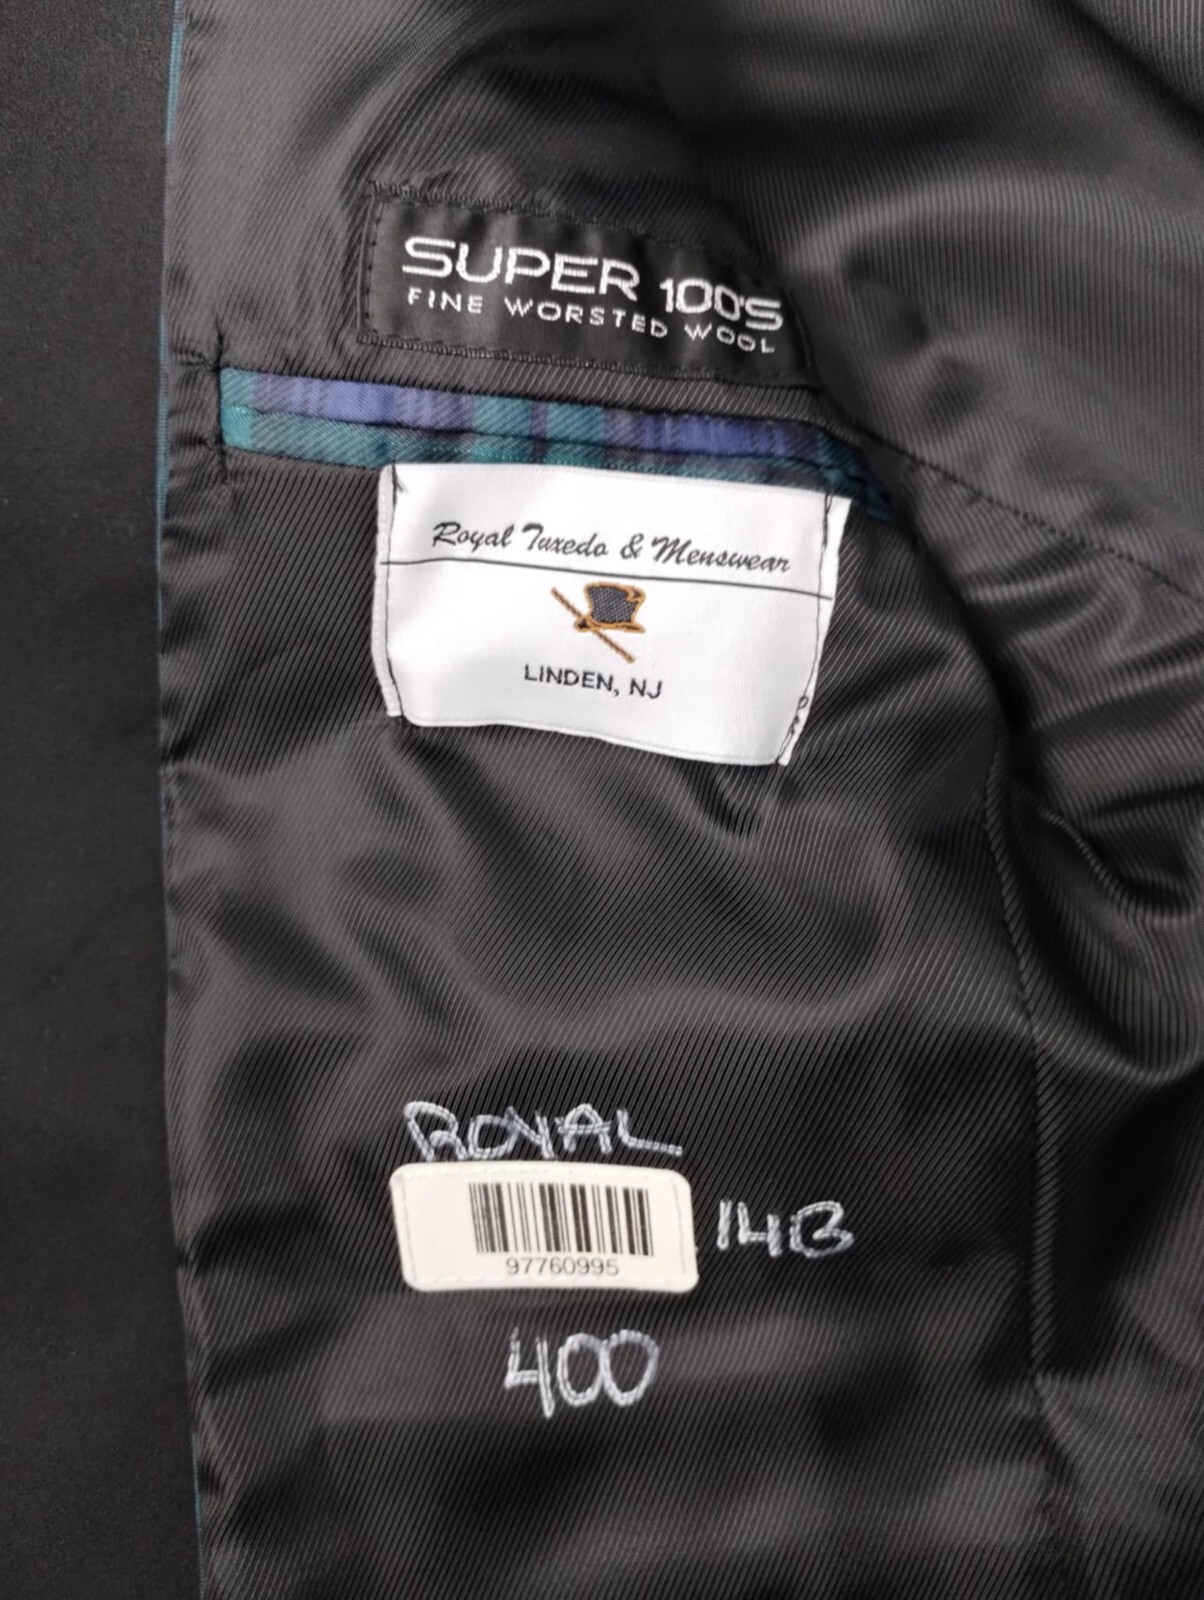 SUPER 100'S
FINE WORSTED WOOL
Royal Tuxedo & Menswear
LINDEN, NJ
ROYAL
97760995
14B
400